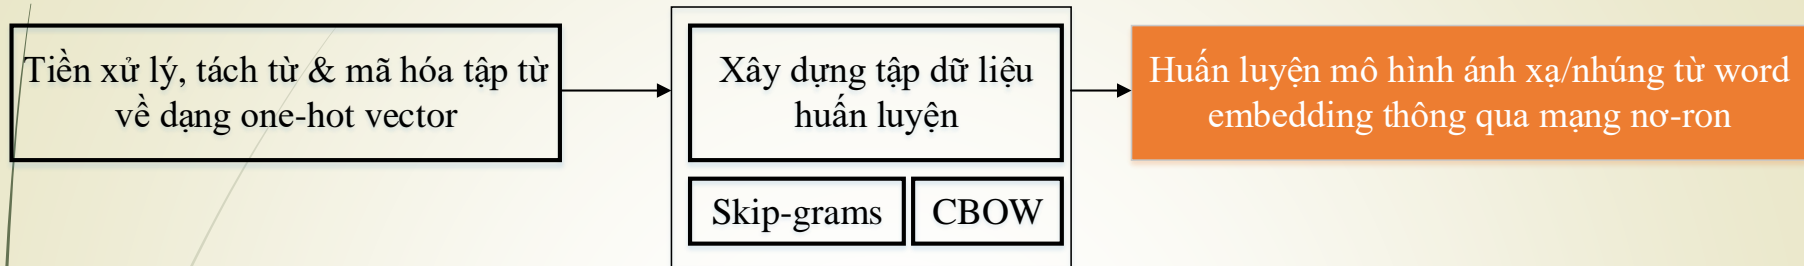 Tiền xử lý, tách từ & mã hóa tập từ
về dạng one-hot vector
Xây dựng tập dữ liệu
huấn luyện
Skip-grams
CBOW
Huấn luyện mô hình ánh xạ/nhúng từ word
embedding thông qua mạng nơ-ron